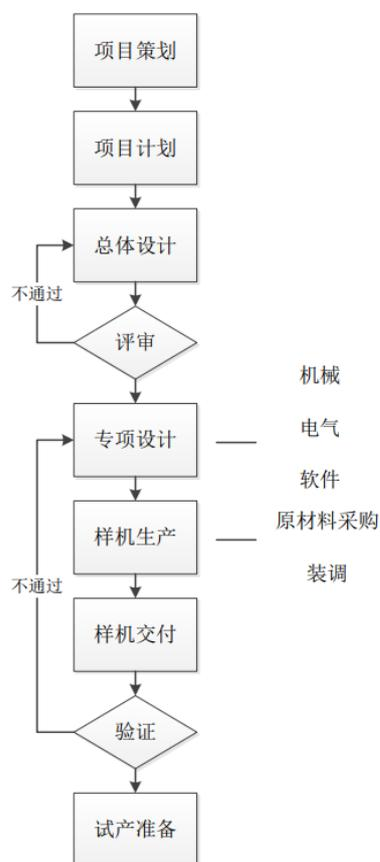 项目策划
项目计划
总体设计
不通过
评审
机械
专项设计
电气
软件
样机生产
原材料采购
装调
不通过
样机交付
验证
试产准备